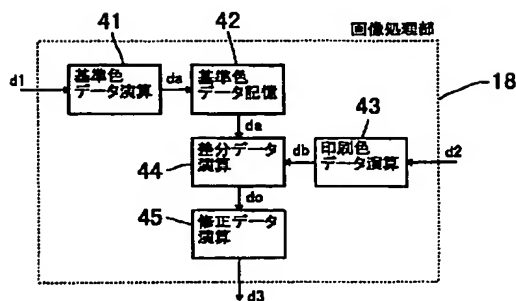 41
42
画像処理部
d1
基準色
データ演算
da
基準色
データ記憶
18
da
43
差分データ
演算
db
印刷色
データ演算
d2
44
dc
45
修正データ
演算
d3